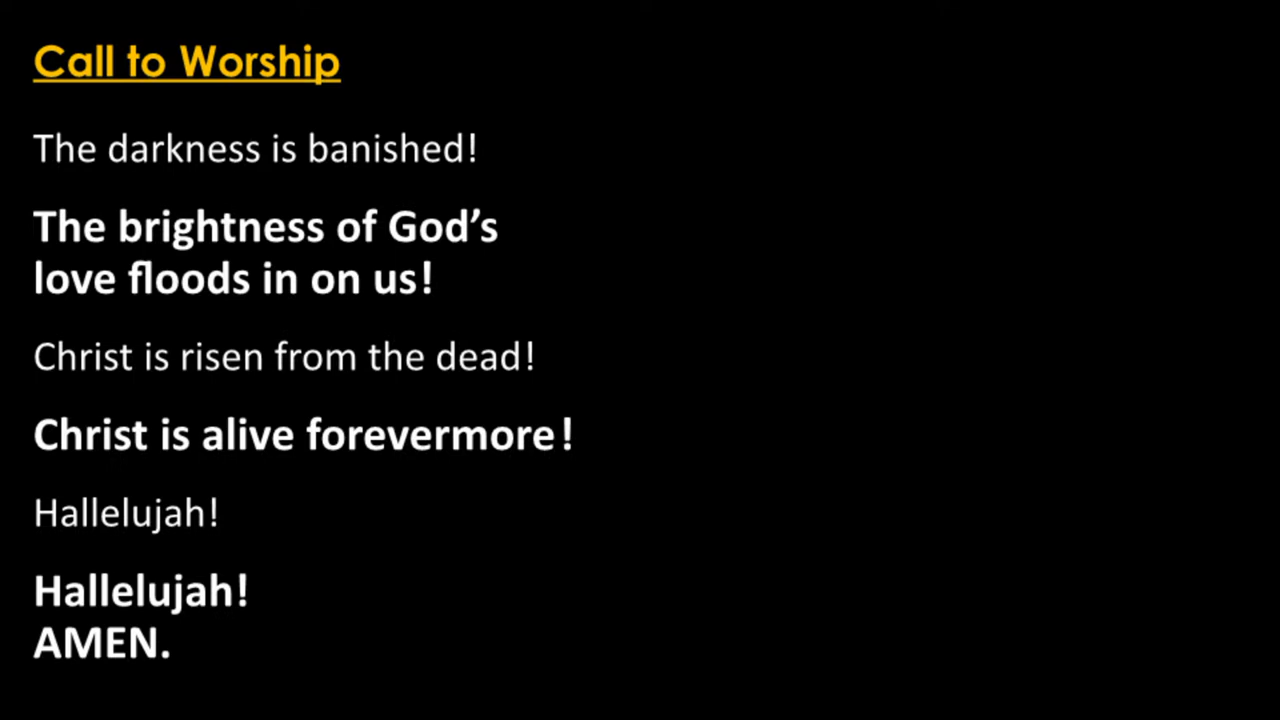 Call to Worship
The darkness is banished!
The brightness of God’s
love floods in on us!
Christ is risen from the dead!
Christ is alive forevermore!
Hallelujah!
Hallelujah!
AMEN.